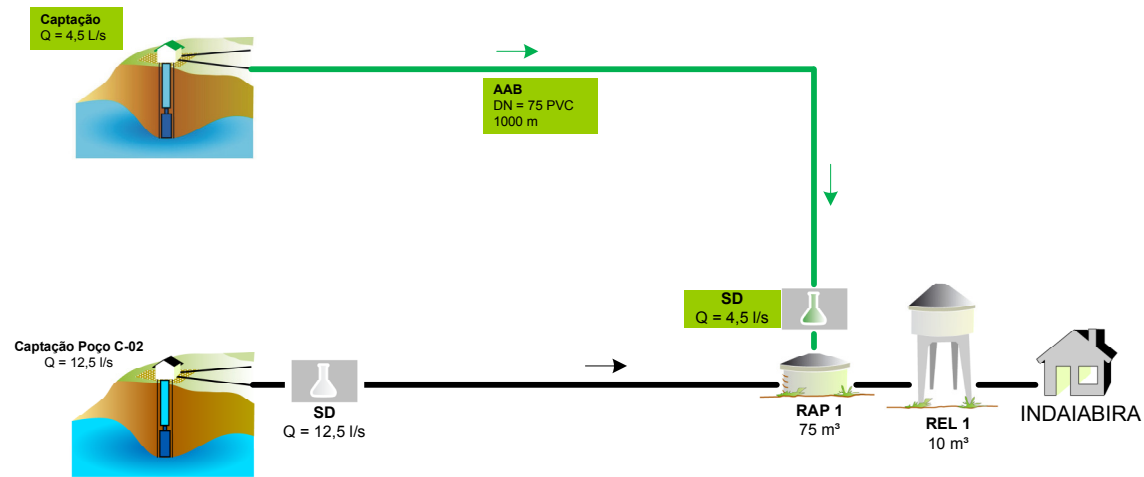 Captação
Q = 4,5 L/s
AAB
DN = 75 PVC
1000 m
SD
Q = 4,5 l/s
Captação Poço C-02
Q = 12,5 l/s
SD
Q = 12,5 l/s
RAP 1
75 m³
REL 1
10 m³
INDAIABIRA